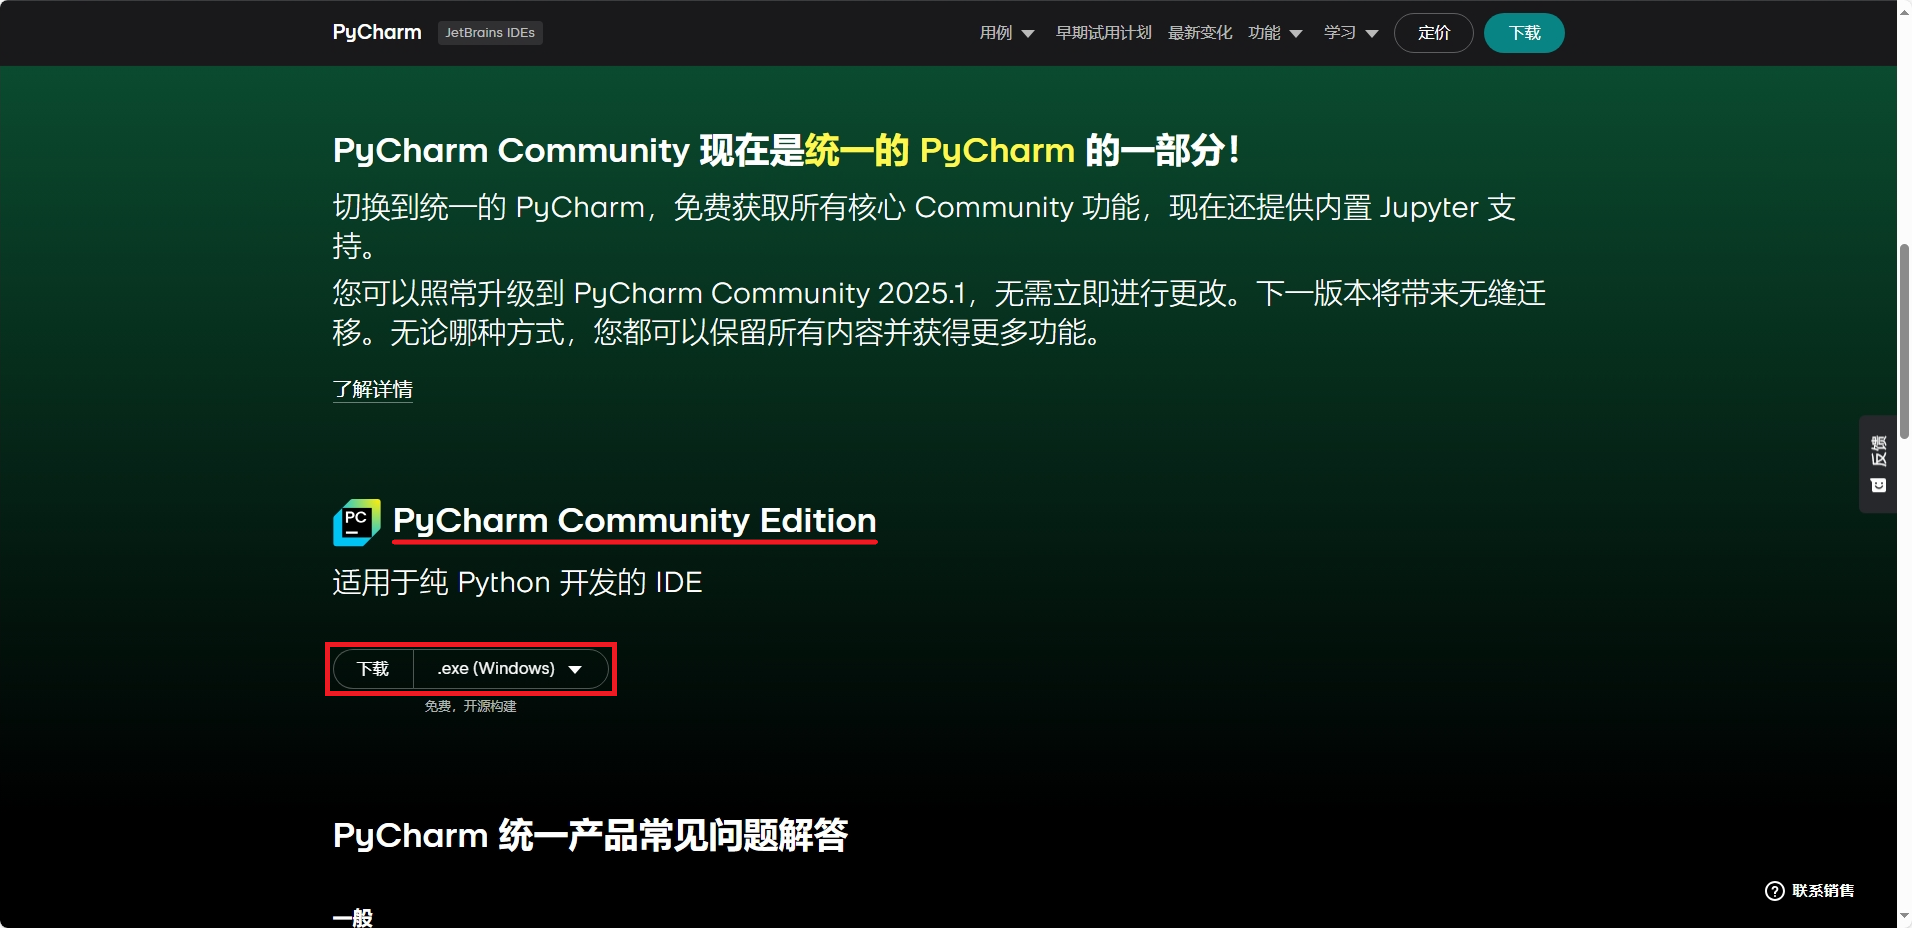 PyCharm JetBrains IDEs 用例 早期试用计划 最新变化 功能 学习 定价 下载
PyCharm Community 现在是统一的 PyCharm 的一部分！
切换到统一的 PyCharm，免费获取所有核心 Community 功能，现在还提供内置 Jupyter 支
持。
您可以照常升级到 PyCharm Community 2025.1，无需立即进行更改。下一版本将带来无缝迁
移。无论哪种方式，您都可以保留所有内容并获得更多功能。
了解详情
反馈
PC PyCharm Community Edition
适用于纯 Python 开发的 IDE
下载 .exe (Windows)
免费，开源构建
PyCharm 统一产品常见问题解答
联系销售
一般